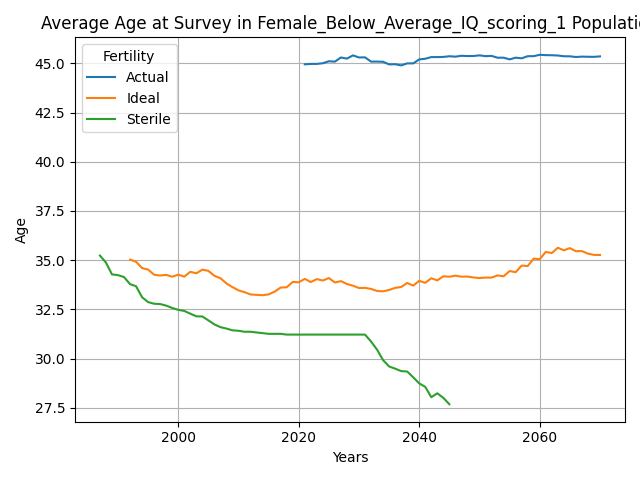 Average Age at Survey in Female_Below_Average_IQ_scoring_1 Populatio
Fertility
Actual
Ideal
Sterile
45.0
42.5
40.0
37.5
35.0
32.5
30.0
27.5
Age
2000 2020 2040 2060
Years